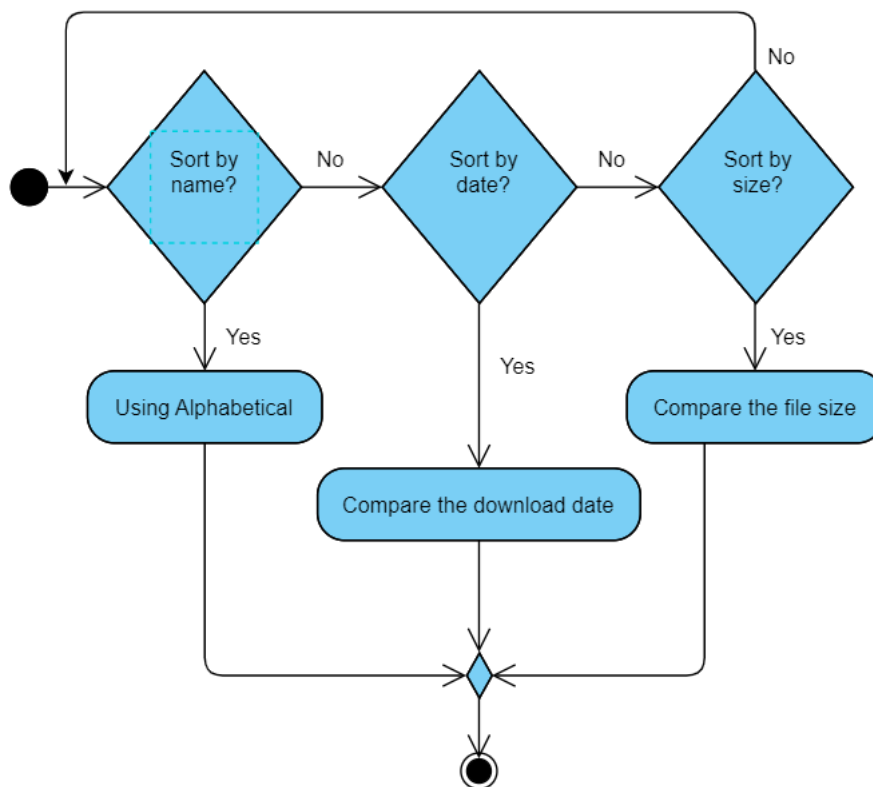 No
Sort by
name?
No
Sort by
date?
No
Sort by
size?
Yes
Yes
Yes
Using Alphabetical
Compare the file size
Compare the download date